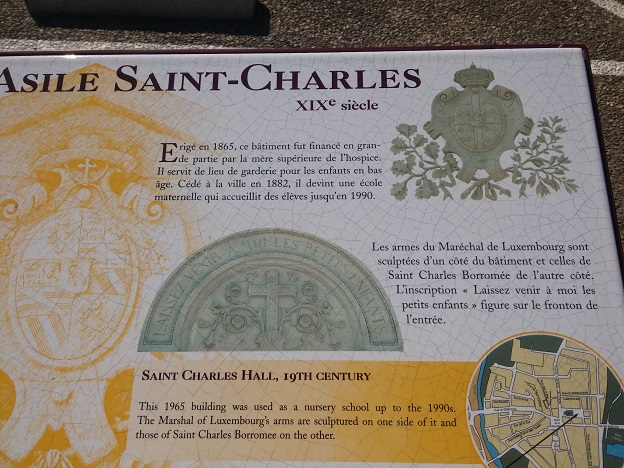 ASILE SAINT-CHARLES
XIXe siècle
Erigé en 1865, ce bâtiment fut financé en gran-
de partie par la mère supérieure de l'hospice.
Il servit de lieu de garderie pour les enfants en bas
âge. Cédé à la ville en 1882, il devint une école
maternelle qui accueillit des élèves jusqu'en 1990.
LAISSEZ VENIR A MOI LES PETITS ENFANTS
Les armes du Maréchal de Luxembourg sont
sculptées d'un côté du bâtiment et celles de
Saint Charles Borromée de l'autre côté.
L'inscription « Laissez venir à moi les
petits enfants » figure sur le fronton de
l'entrée.
SAINT CHARLES HALL, 19TH CENTURY
This 1965 building was used as a nursery school up to the 1990s.
The Marshal of Luxembourg's arms are sculptured on one side of it and
those of Saint Charles Borromee on the other.